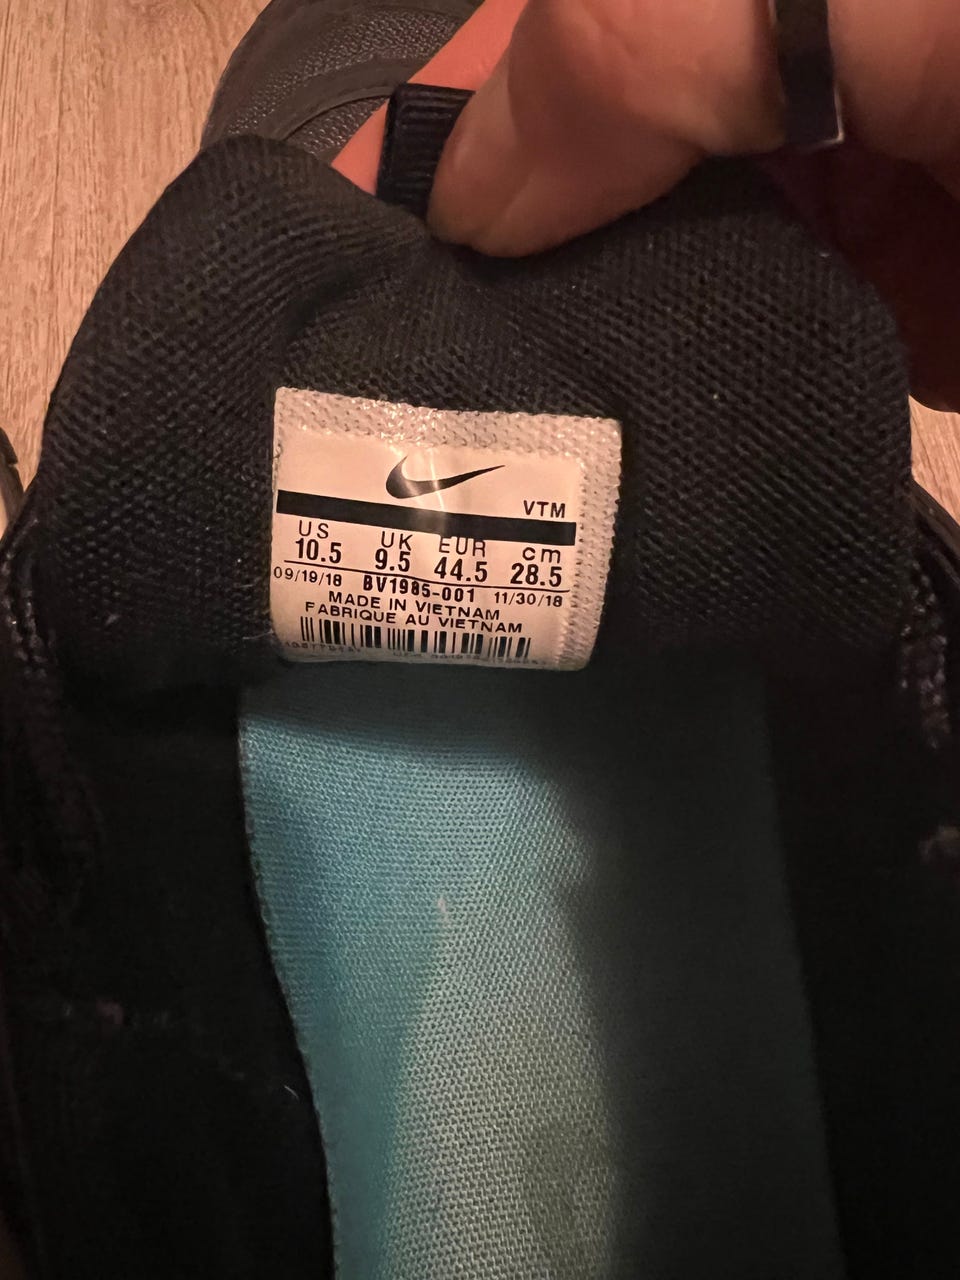 VTM
US UK EUR cm
10.5 9.5 44.5 28.5
09/19/18 BV1985-001 11/30/18
MADE IN VIETNAM
FABRIQUE AU VIETNAM